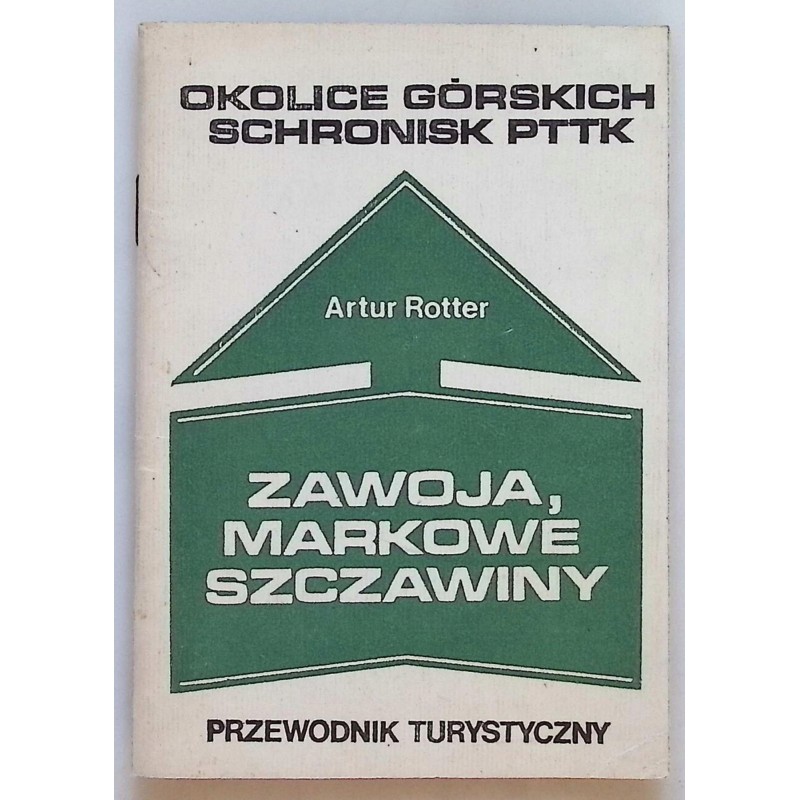 OKOLICE GÓRSKICH
SCHRONISK PTTK
Artur Rotter
ZAWOJA,
MARKOWE
SZCZAWINY
PRZEWODNIK TURYSTYCZNY